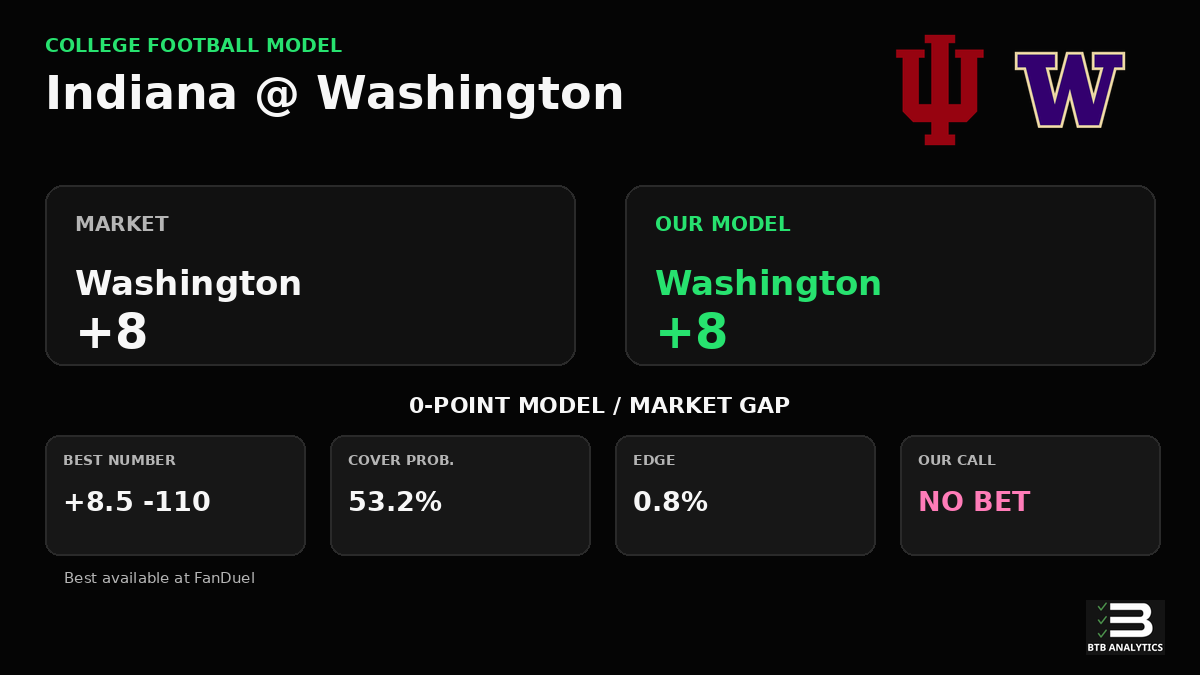 COLLEGE FOOTBALL MODEL
Indiana @ Washington
MARKET
Washington
+8
OUR MODEL
Washington
+8
0-POINT MODEL / MARKET GAP
BEST NUMBER
+8.5 -110
COVER PROB.
53.2%
EDGE
0.8%
OUR CALL
NO BET
Best available at FanDuel
BTB ANALYTICS